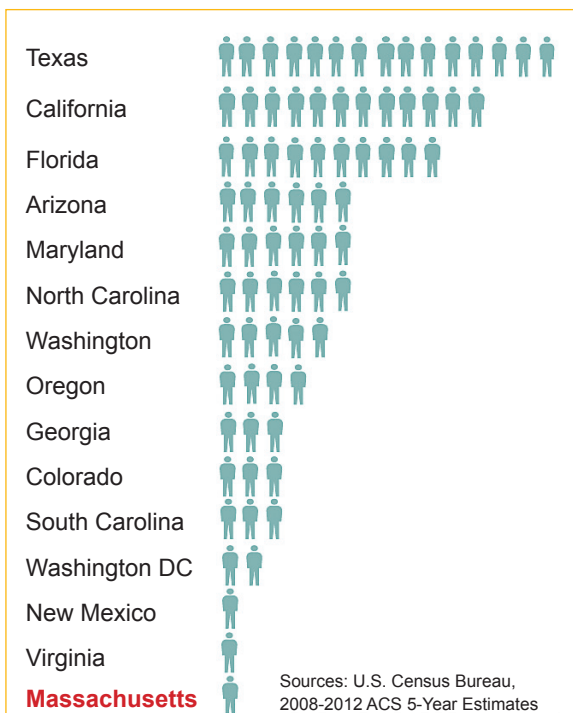 Texas
California
Florida
Arizona
Maryland
North Carolina
Washington
Oregon
Georgia
Colorado
South Carolina
Washington DC
New Mexico
Virginia
Massachusetts
Sources: U.S. Census Bureau,
2008-2012 ACS 5-Year Estimates